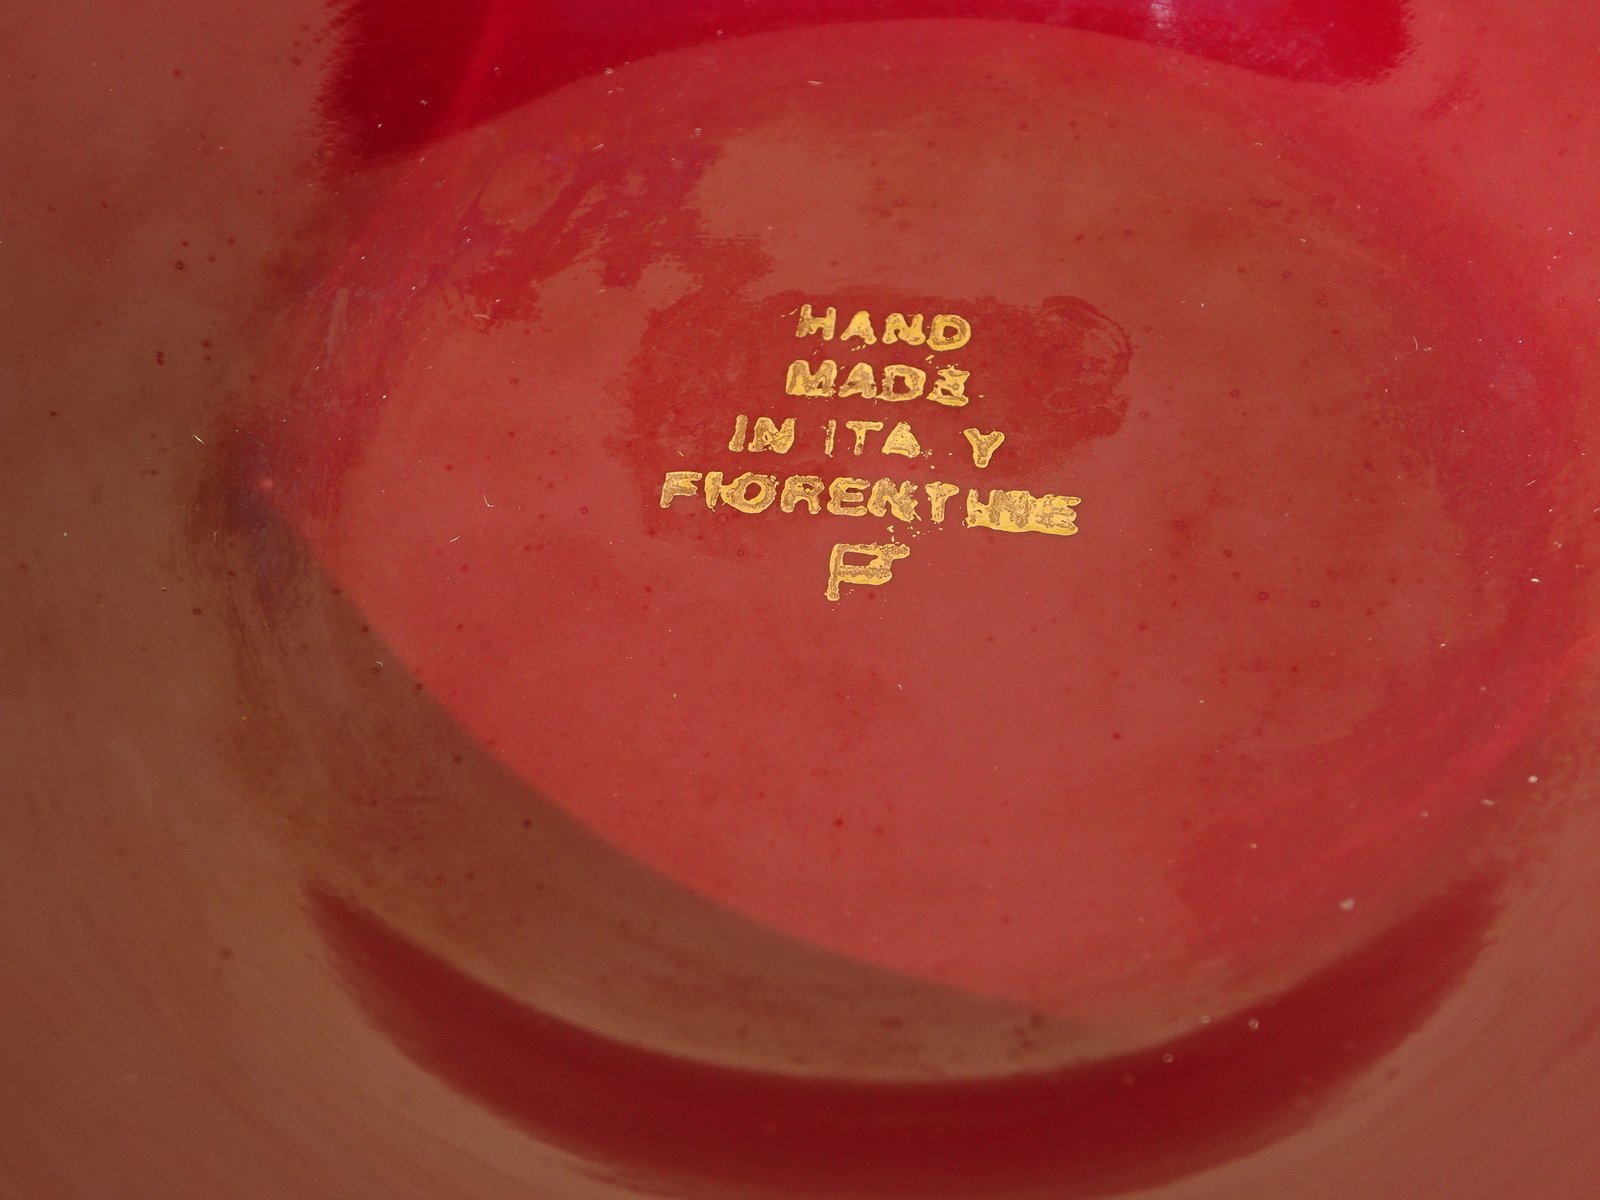 HAND
MADE
IN ITA Y
FIORENTINE
F